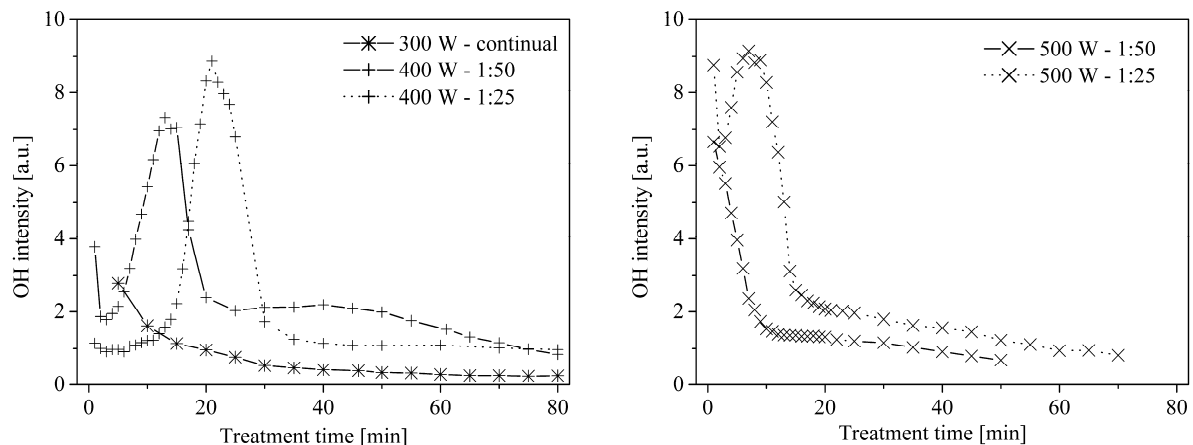 10
8
6
4
2
0
OH intensity [a.u.]
300 W - continual
400 W - 1:50
400 W - 1:25
0 20 40 60 80
Treatment time [min]
10
8
6
4
2
0
OH intensity [a.u.]
500 W - 1:50
500 W - 1:25
0 20 40 60 80
Treatment time [min]